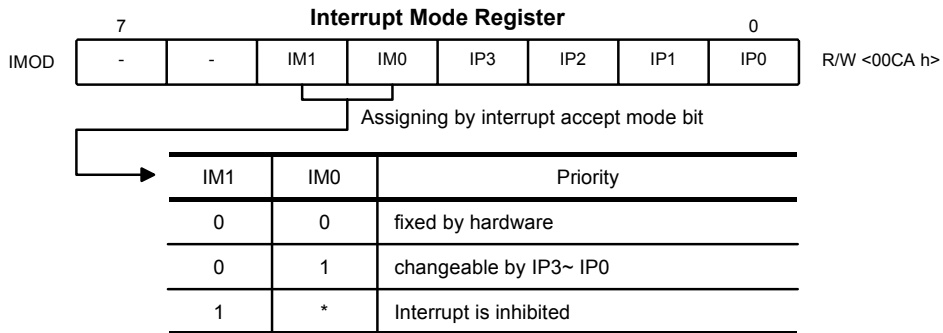 Interrupt Mode Register
7 0
IMOD - - IM1 IM0 IP3 IP2 IP1 IP0 R/W <00CA h>
Assigning by interrupt accept mode bit
IM1 IM0 Priority
0 0 fixed by hardware
0 1 changeable by IP3~ IP0
1 * Interrupt is inhibited